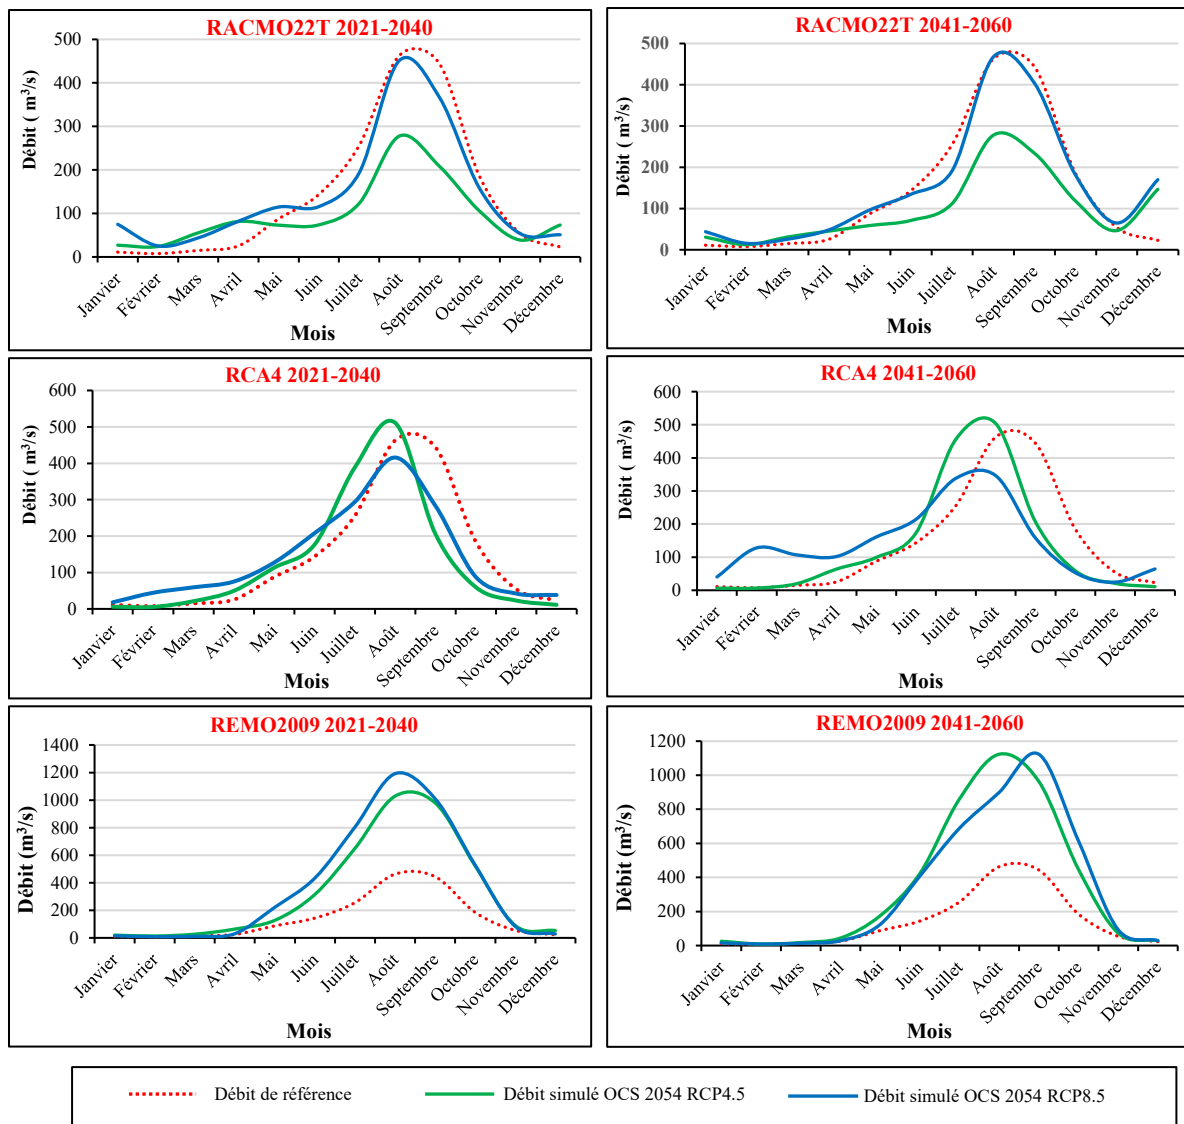 RACMO22T 2021-2040
Débit ( m³/s)
500
400
300
200
100
0
Janvier
Février
Mars
Avril
Mai
Juin
Juillet
Août
Septembre
Octobre
Novembre
Décembre
Mois
RACMO22T 2041-2060
Débit ( m³/s)
500
400
300
200
100
0
Janvier
Février
Mars
Avril
Mai
Juin
Juillet
Août
Septembre
Octobre
Novembre
Décembre
Mois
RCA4 2021-2040
Débit ( m³/s)
600
500
400
300
200
100
0
Janvier
Février
Mars
Avril
Mai
Juin
Juillet
Août
Septembre
Octobre
Novembre
Décembre
Mois
RCA4 2041-2060
Débit ( m³/s)
600
500
400
300
200
100
0
Janvier
Février
Mars
Avril
Mai
Juin
Juillet
Août
Septembre
Octobre
Novembre
Décembre
Mois
REMO2009 2021-2040
Débit (m³/s)
1400
1200
1000
800
600
400
200
0
Janvier
Février
Mars
Avril
Mai
Juin
Juillet
Août
Septembre
Octobre
Novembre
Décembre
Mois
REMO2009 2041-2060
Débit (m³/s)
1200
1000
800
600
400
200
0
Janvier
Février
Mars
Avril
Mai
Juin
Juillet
Août
Septembre
Octobre
Novembre
Décembre
Mois
Débit de référence
Débit simulé OCS 2054 RCP4.5
Débit simulé OCS 2054 RCP8.5